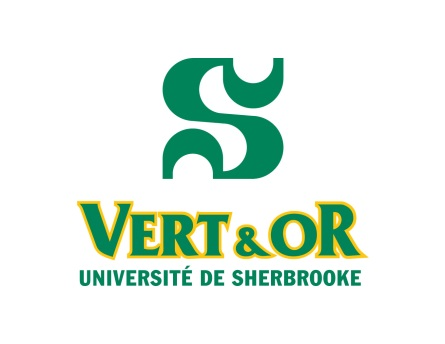 VERT & OR
UNIVERSITÉ DE SHERBROOKE